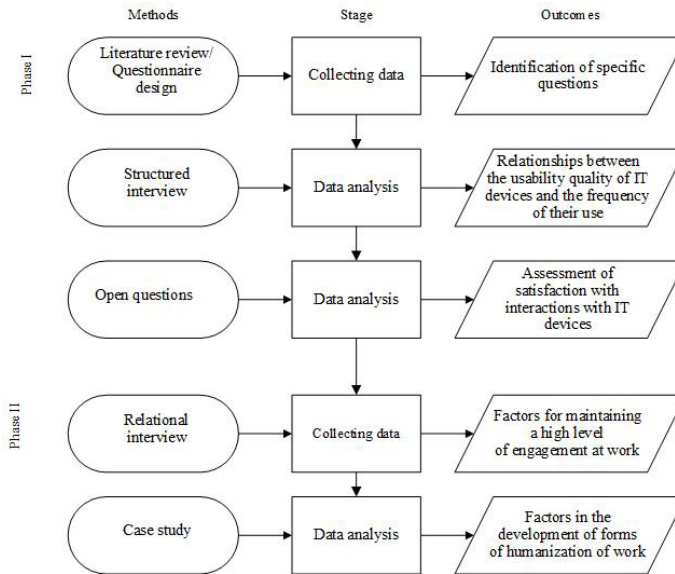 Methods
Stage
Outcomes
Phase I
Literature review/
Questionnaire
design
Collecting data
Identification of specific
questions
Structured
interview
Data analysis
Relationships between
the usability quality of IT
devices and the frequency
of their use
Open questions
Data analysis
Assessment of
satisfaction with
interactions with IT
devices
Phase II
Relational
interview
Collecting data
Factors for maintaining
a high level
of engagement at work
Case study
Data analysis
Factors in the
development of forms
of humanization of work